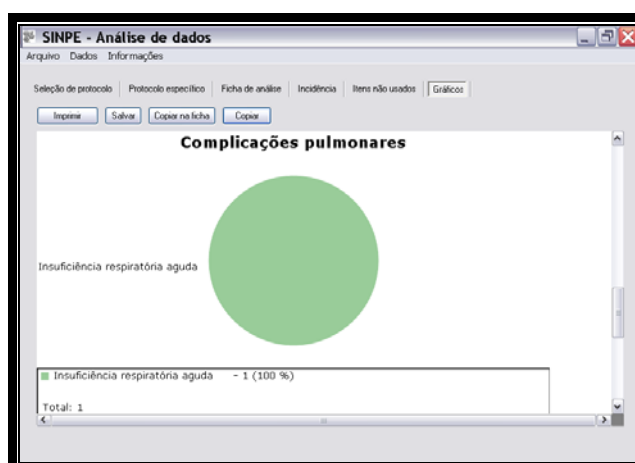 SINPE - Análise de dados
Arquivo Dados Informações
Seleção de protocolo Protocolo específico Ficha de análise Incidência Itens não usados Gráficos
Imprimir Salvar Copiar na ficha Copiar
Complicações pulmonares
Insuficiência respiratória aguda
Insuficiência respiratória aguda - 1 (100 %)
Total: 1